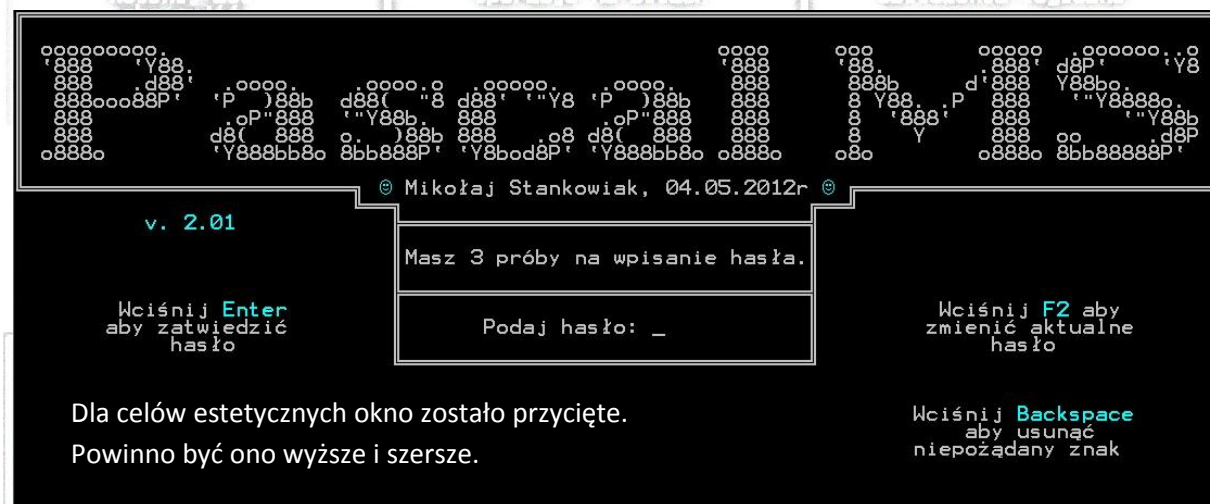 Pascal MS
☺ Mikołaj Stankowiak, 04.05.2012r ☺
v. 2.01
Masz 3 próby na wpisanie hasła.
Podaj hasło: _
Wciśnij Enter
aby zatwiedzić
hasło
Wciśnij F2 aby
zmienić aktualne
hasło
Wciśnij Backspace
aby usunąć
niepożądany znak
Dla celów estetycznych okno zostało przycięte.
Powinno być ono wyższe i szersze.